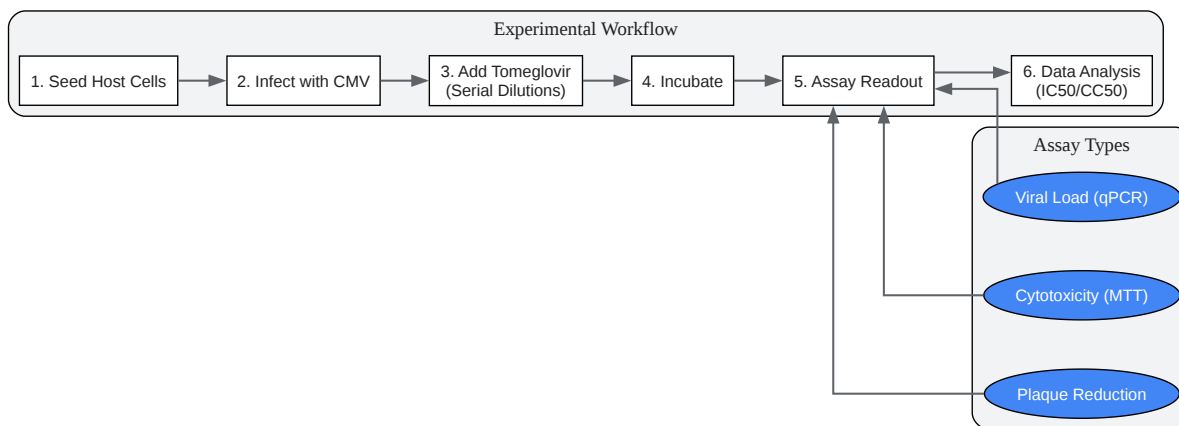 Experimental Workflow
1. Seed Host Cells
2. Infect with CMV
3. Add Tomeglovir
(Serial Dilutions)
4. Incubate
5. Assay Readout
6. Data Analysis
(IC50/CC50)
Assay Types
Viral Load (qPCR)
Cytotoxicity (MTT)
Plaque Reduction